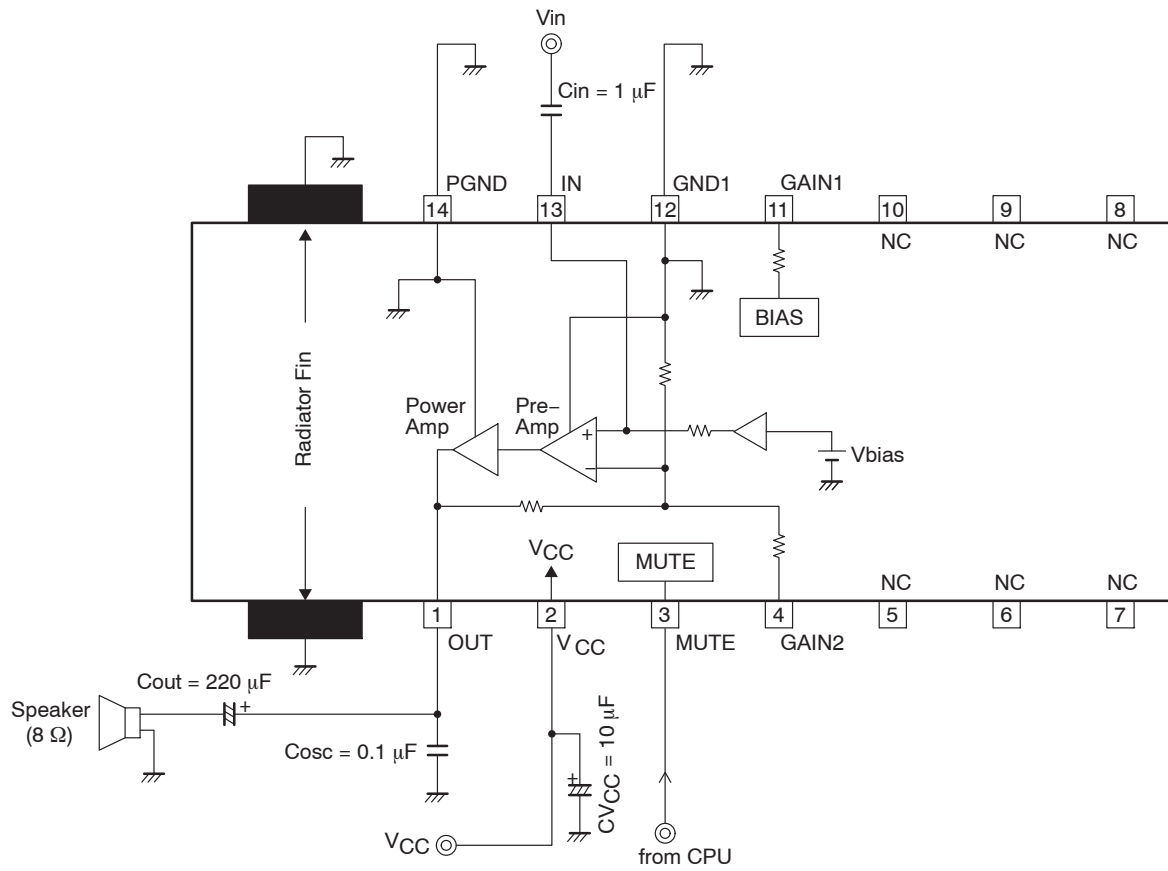 Vin
Cin = 1 μF
PGND
IN
GND1
GAIN1
14
13
12
11
10
9
8
NC
NC
NC
BIAS
Radiator Fin
Power
Amp
Pre−
Amp
+
−
Vbias
VCC
MUTE
NC
NC
NC
1
2
3
4
5
6
7
OUT
VCC
MUTE
GAIN2
Cout = 220 μF
+
Speaker
(8 Ω)
Cosc = 0.1 μF
+
CVCC = 10 μF
VCC
from CPU